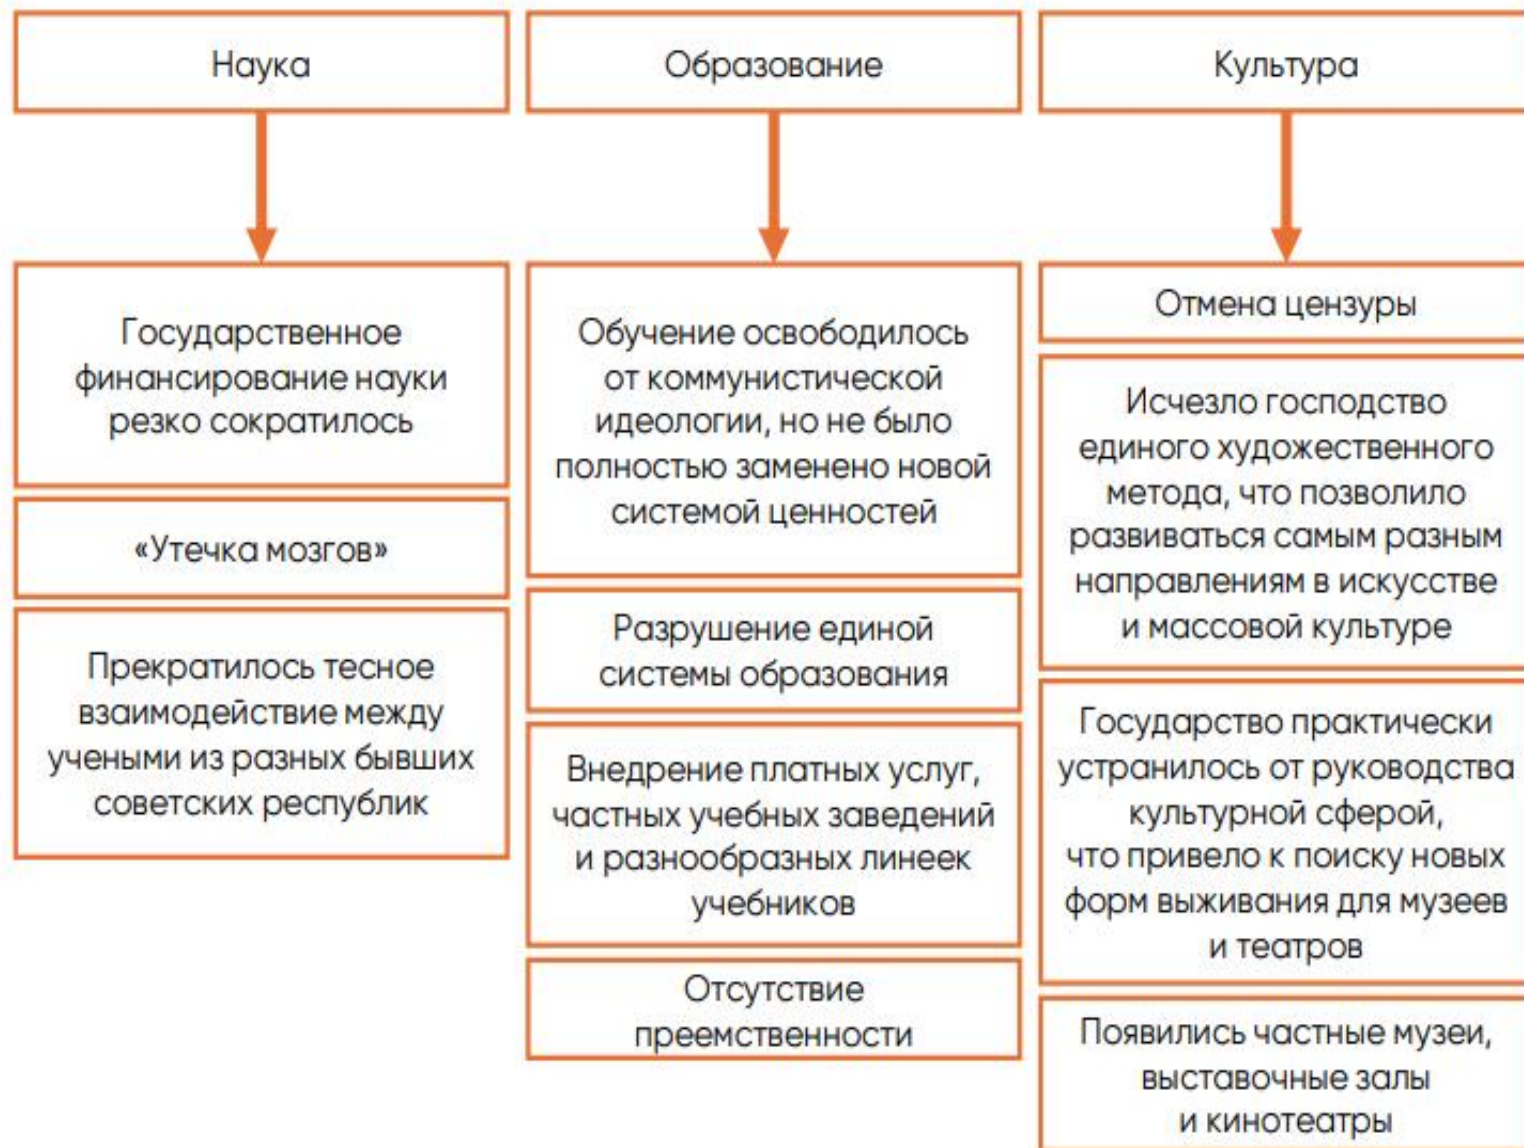 Наука
Государственное
финансирование науки
резко сократилось
«Утечка мозгов»
Прекратилось тесное
взаимодействие между
учеными из разных бывших
советских республик
Образование
Обучение освободилось
от коммунистической
идеологии, но не было
полностью заменено новой
системой ценностей
Разрушение единой
системы образования
Внедрение платных услуг,
частных учебных заведений
и разнообразных линеек
учебников
Отсутствие
преемственности
Культура
Отмена цензуры
Исчезло господство
единого художественного
метода, что позволило
развиваться самым разным
направлениям в искусстве
и массовой культуре
Государство практически
устранилось от руководства
культурной сферой,
что привело к поиску новых
форм выживания для музеев
и театров
Появились частные музеи,
выставочные залы
и кинотеатры